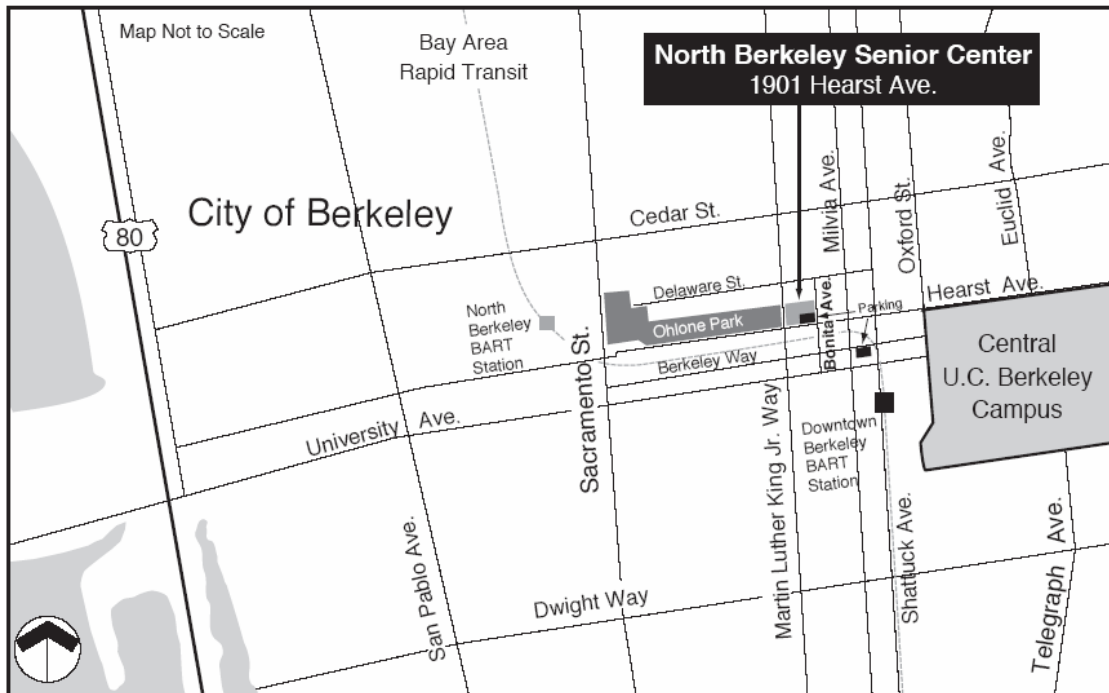 Map Not to Scale
Bay Area
Rapid Transit
North Berkeley Senior Center
1901 Hearst Ave.
80
City of Berkeley
Cedar St.
Milvia Ave.
Oxford St.
Euclid Ave.
Delaware St.
Hearst Ave.
North
Berkeley
BART
Station
Ohlone Park
Bonita Ave.
Parking
Berkeley Way
Central
U.C. Berkeley
Campus
University Ave.
Sacramento St.
Martin Luther King Jr. Way
Downtown
Berkeley
BART
Station
San Pablo Ave.
Dwight Way
Shattuck Ave.
Telegraph Ave.